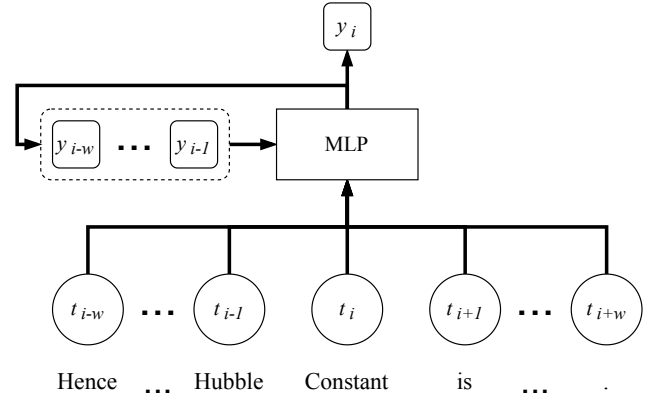 y i
y i-w ... y i-1 MLP
t i-w ... t i-1 t i t i+1 ... t i+w
Hence ... Hubble Constant is ... .